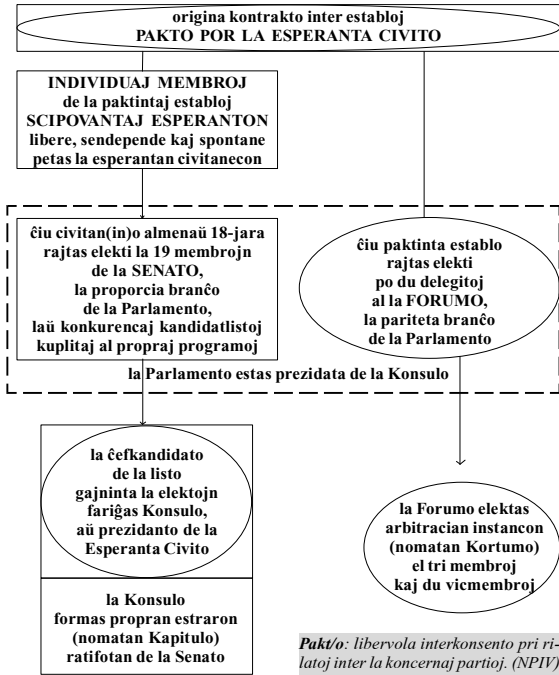 origina kontrakto inter establoj
PAKTO POR LA ESPERANTA CIVITO
INDIVIDUAJ MEMBROJ
de la paktintaj establoj
SCIPOVANTAJ ESPERANTON
libere, sendepende kaj spontane
petas la esperantan civitanecon
ĉiu civitan(in)o almenaŭ 18-jara
rajtas elekti la 19 membrojn
de la SENATO,
la proporcia branĉo
de la Parlamento,
laŭ konkurencaj kandidatlistoj
kuplitaj al propraj programoj
ĉiu paktinta establo
rajtas elekti
po du delegitoj
al la FORUMO,
la pariteta branĉo
de la Parlamento
la Parlamento estas prezidata de la Konsulo
la ĉefkandidato
de la listo
gajninta la elektojn
fariĝas Konsulo,
aŭ prezidanto de la
Esperanta Civito
la Konsulo
formas propran estraron
(nomatan Kapitulo)
ratifotan de la Senato
la Forumo elektas
arbitracian instancon
(nomatan Kortumo)
el tri membroj
kaj du vicmembroj
Pakt/o: libervola interkonsento pri ri-
latoj inter la koncernaj partioj. (NPIV)